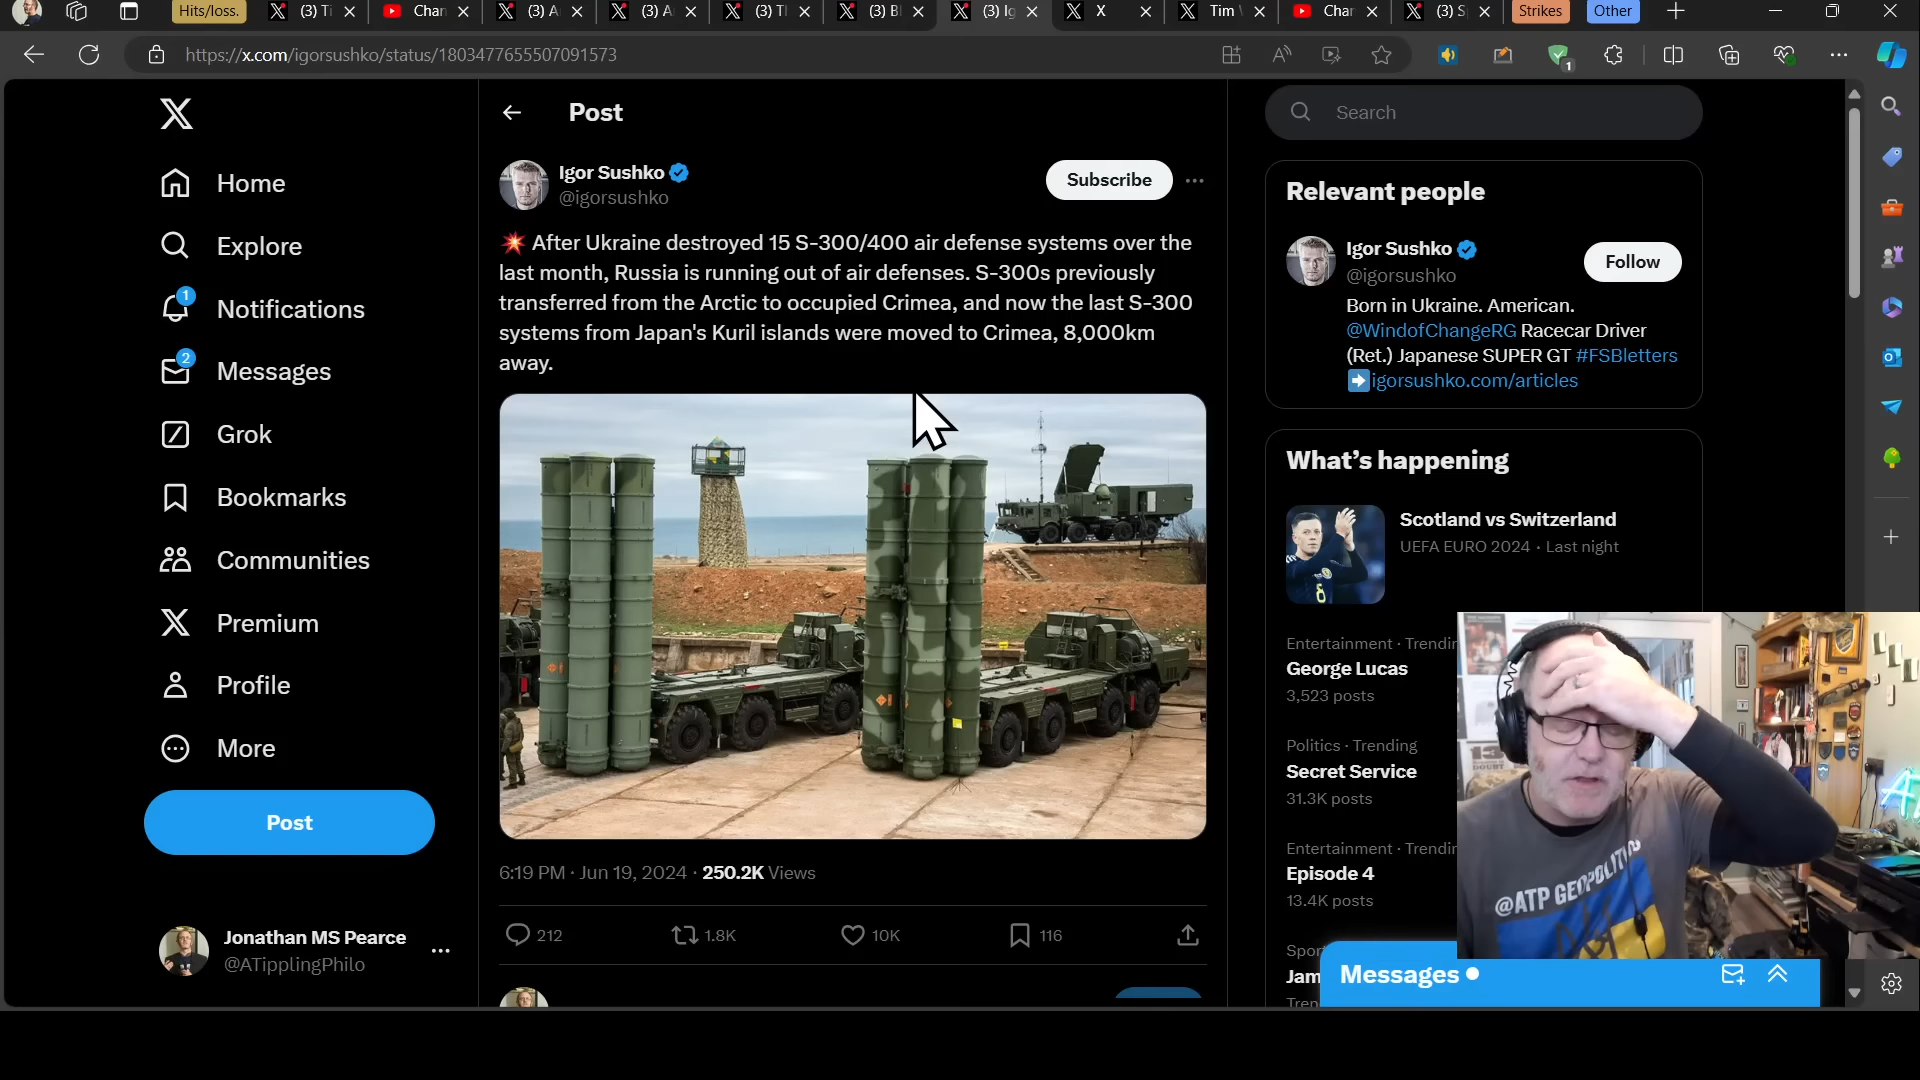 Hits/loss.
(3) Ti
Chan
(3) A
(3) A
(3) T
(3) B
(3) Ig
X
Tim
Char
(3) S
Strikes
Other
https://x.com/igorsushko/status/1803477655507091573
1
Home
Explore
1
Notifications
2
Messages
Grok
Bookmarks
Communities
Premium
Profile
More
Post
Jonathan MS Pearce
@ATipplingPhilo
Post
Igor Sushko
@igorsushko
Subscribe
💥 After Ukraine destroyed 15 S-300/400 air defense systems over the
last month, Russia is running out of air defenses. S-300s previously
transferred from the Arctic to occupied Crimea, and now the last S-300
systems from Japan's Kuril islands were moved to Crimea, 8,000km
away.
6:19 PM · Jun 19, 2024 · 250.2K Views
212 1.8K 10K 116
Search
Relevant people
Igor Sushko
@igorsushko
Follow
Born in Ukraine. American.
@WindofChangeRG Racecar Driver
(Ret.) Japanese SUPER GT #FSBletters
➡igorsushko.com/articles
What's happening
Scotland vs Switzerland
UEFA EURO 2024 · Last night
Entertainment · Trendin
George Lucas
3,523 posts
Politics · Trending
Secret Service
31.3K posts
Entertainment · Trendin
Episode 4
13.4K posts
Spor
Jam
Tren
Messages
@ATP GEOPOLITICS